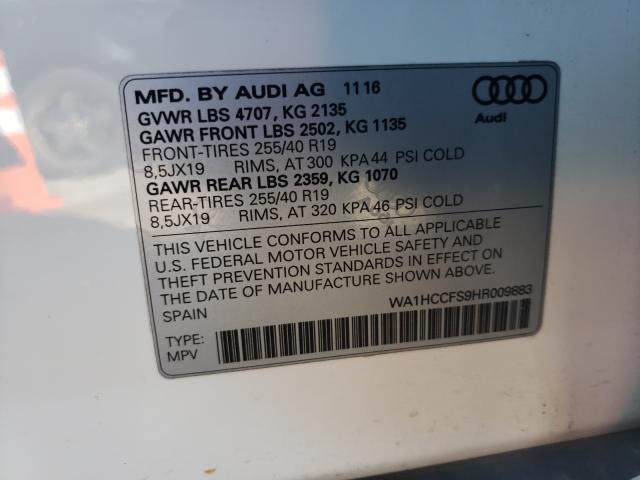 MFD. BY AUDI AG 11 16
GVWR LBS 4707, KG 2135
GAWR FRONT LBS 2502, KG 1135
FRONT-TIRES 255/40 R19
8,5JX19 RIMS, AT 300 KPA 44 PSI COLD
GAWR REAR LBS 2359, KG 1070
REAR-TIRES 255/40 R19
8,5JX19 RIMS, AT 320 KPA 46 PSI COLD
Audi
THIS VEHICLE CONFORMS TO ALL APPLICABLE
U.S. FEDERAL MOTOR VEHICLE SAFETY AND
THEFT PREVENTION STANDARDS IN EFFECT ON
THE DATE OF MANUFACTURE SHOWN ABOVE.
SPAIN
WA1HCCFS9HR009883
TYPE:
MPV